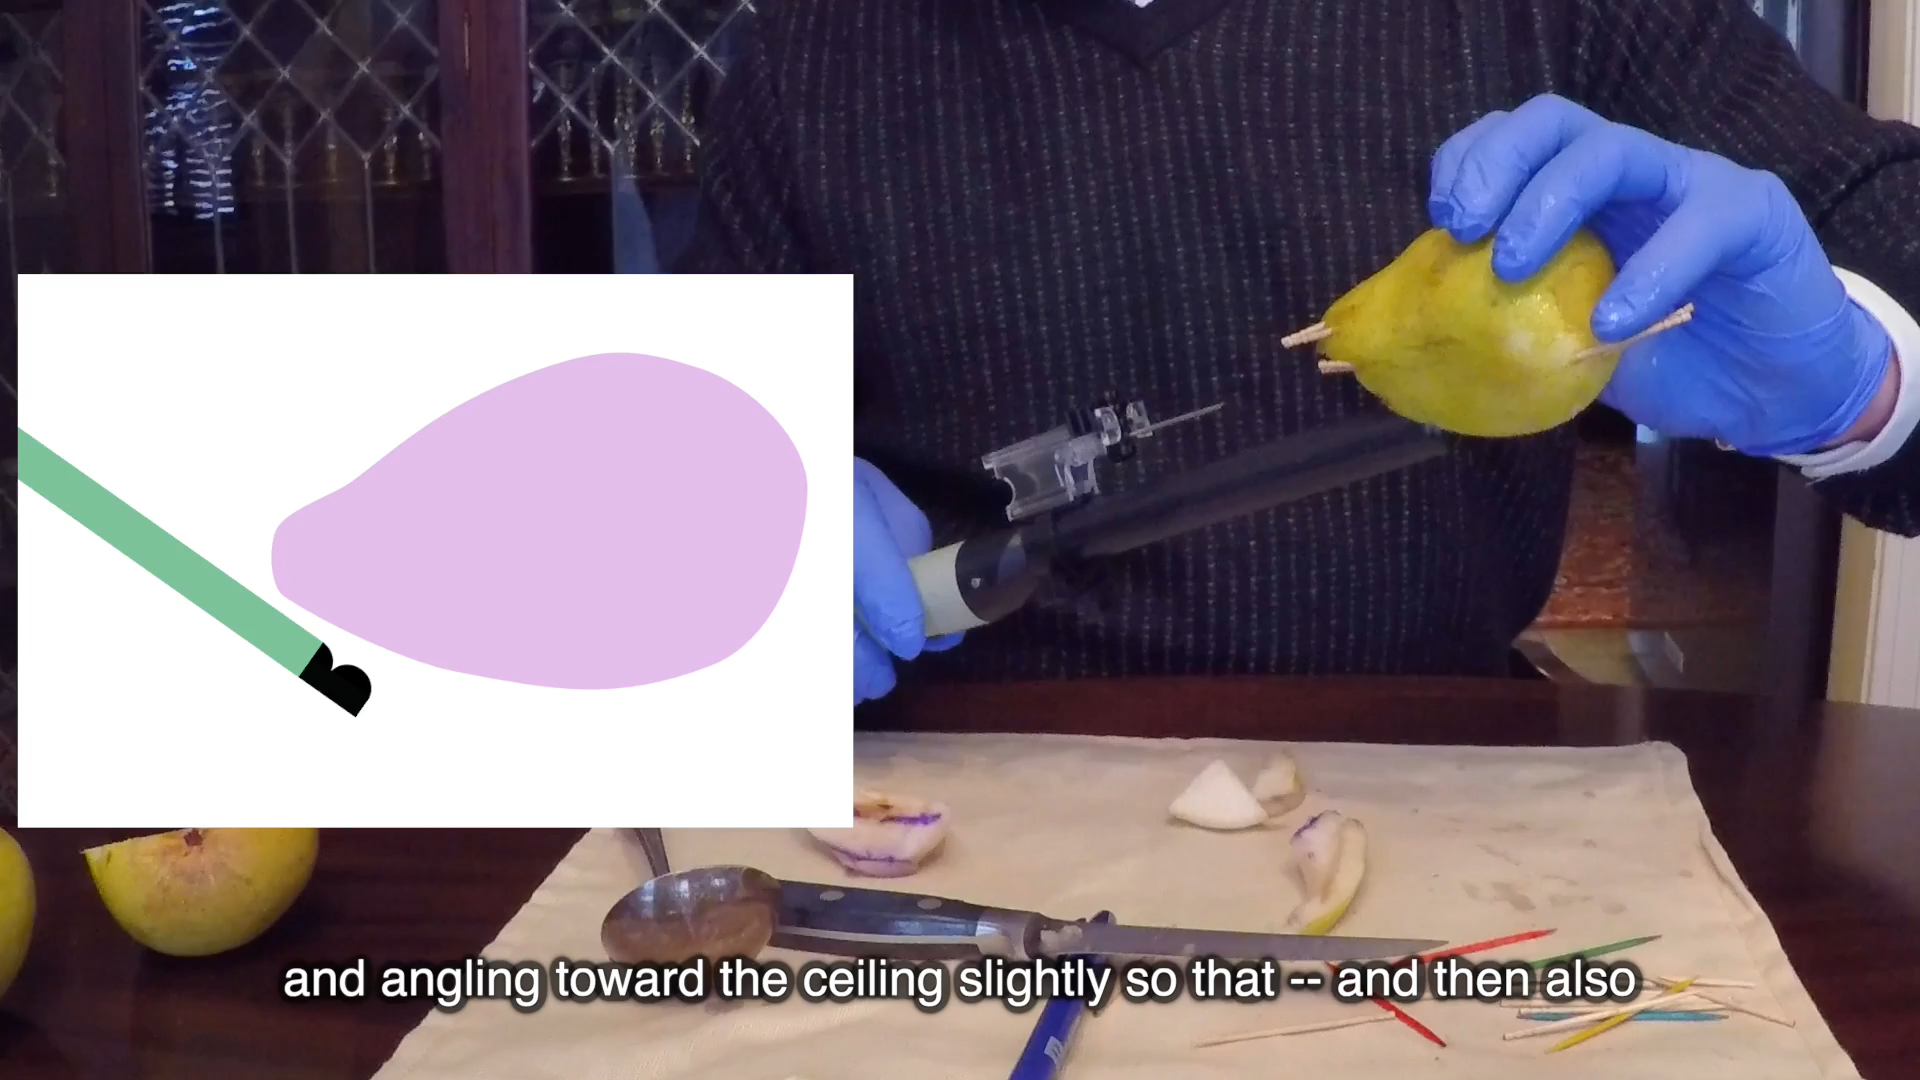 and angling toward the ceiling slightly so that -- and then also